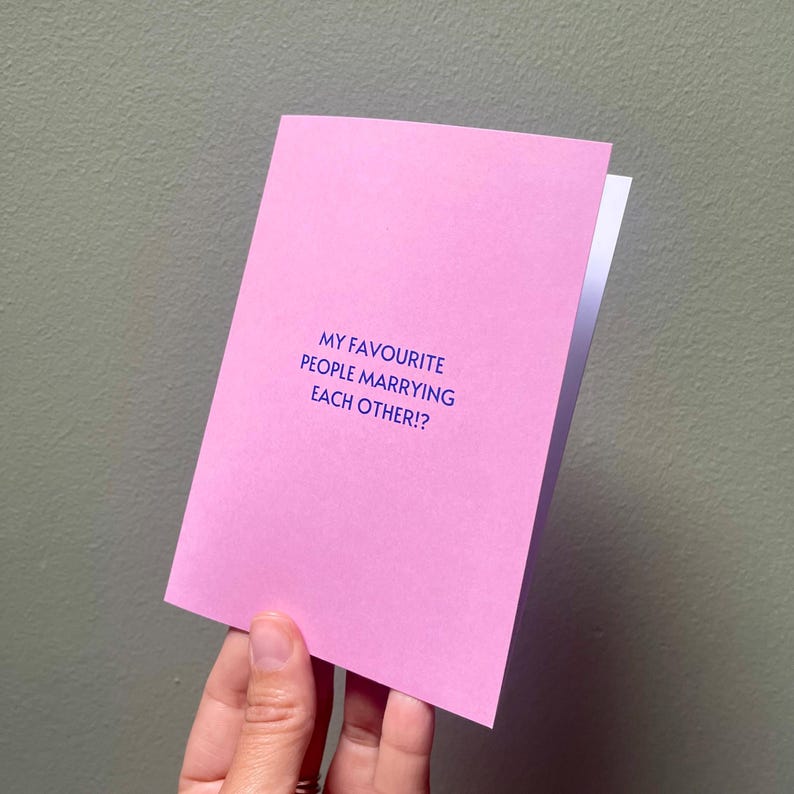 MY FAVOURITE
PEOPLE MARRYING
EACH OTHER!?